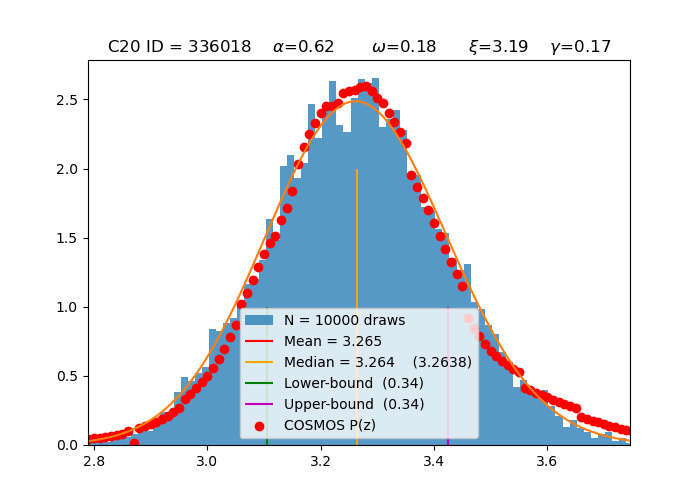 C20 ID = 336018 α=0.62 ω=0.18 ξ=3.19 γ=0.17
2.5
2.0
1.5
1.0
0.5
0.0
N = 10000 draws
Mean = 3.265
Median = 3.264 (3.2638)
Lower-bound (0.34)
Upper-bound (0.34)
COSMOS P(z)
2.8 3.0 3.2 3.4 3.6